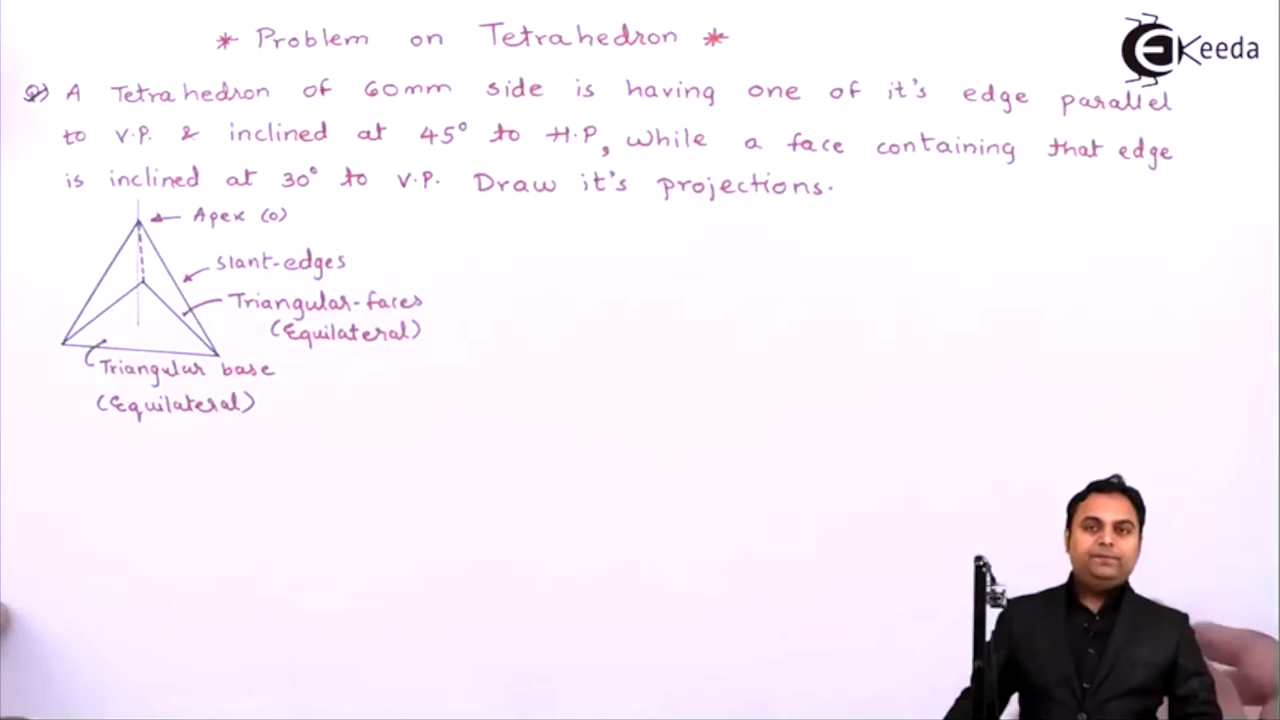 * Problem on Tetrahedron *
EKeeda
Q) A Tetrahedron of 60mm side is having one of it's edge parallel
to V.P. & inclined at 45° to H.P, while a face containing that edge
is inclined at 30° to V.P. Draw it's projections.
Apex (o)
slant-edges
Triangular-faces
(Equilateral)
Triangular base
(Equilateral)